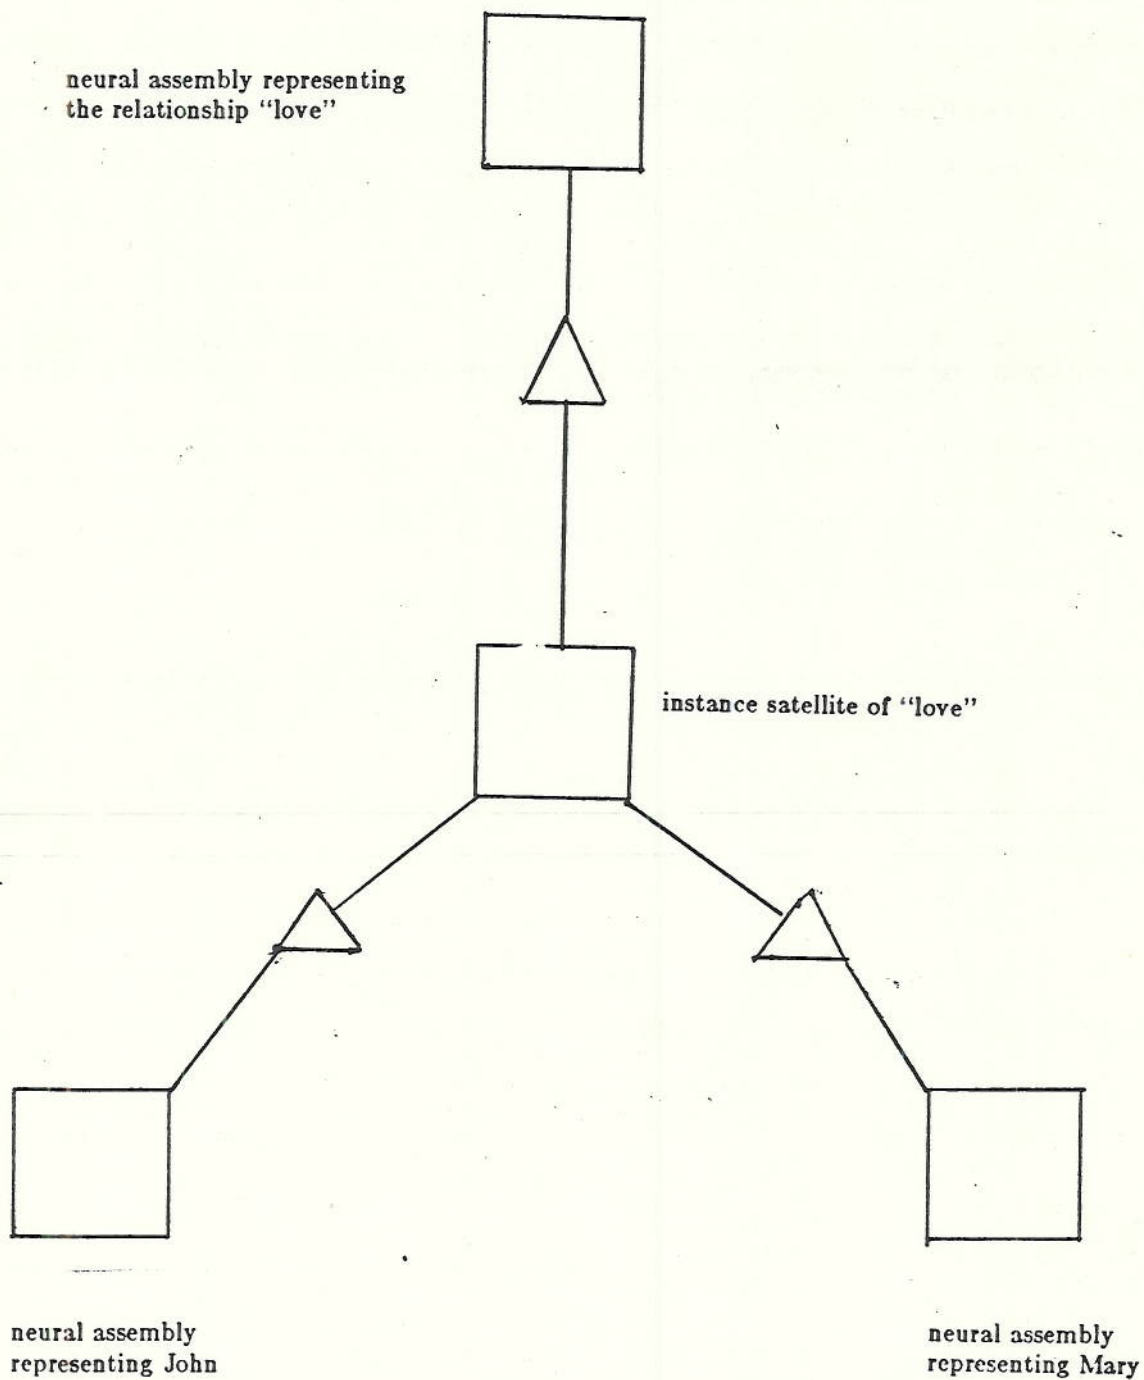 neural assembly representing
the relationship “love”
instance satellite of “love”
neural assembly
representing John
neural assembly
representing Mary